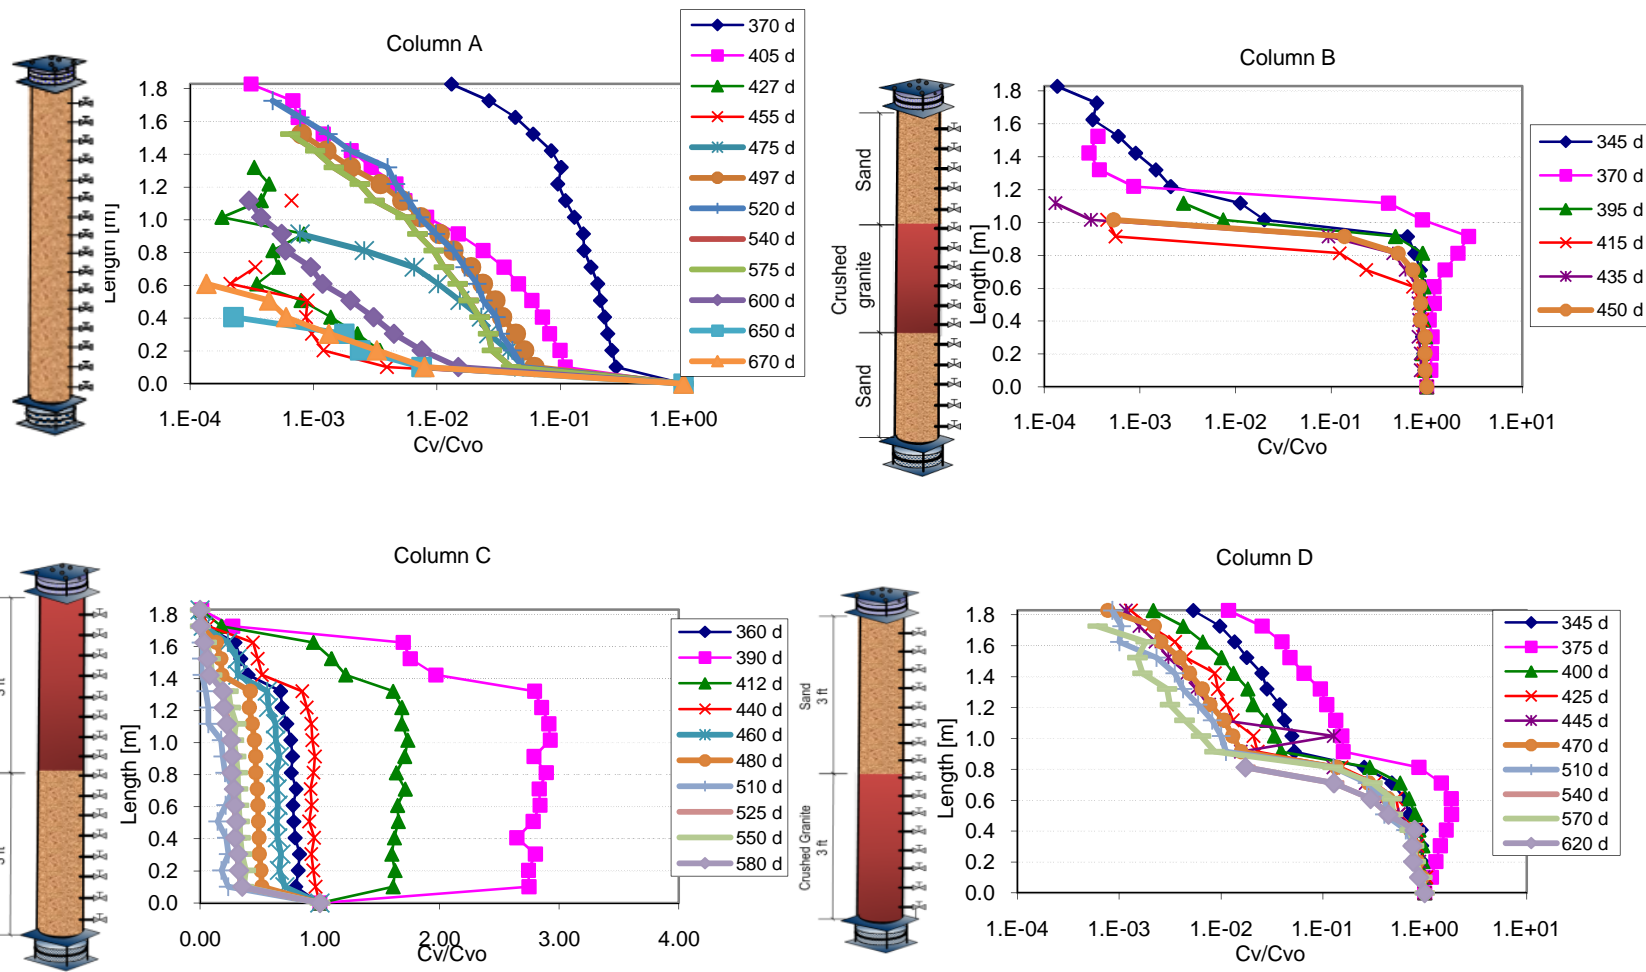 Column A
1.8
1.6
1.4
1.2
1.0
0.8
0.6
0.4
0.2
0.0
Length [m]
1.E-04 1.E-03 1.E-02 1.E-01 1.E+00
Cv/Cvo
370 d
405 d
427 d
455 d
475 d
497 d
520 d
540 d
575 d
600 d
650 d
670 d
Column B
Sand
Crushed granite
Sand
1.8
1.6
1.4
1.2
1.0
0.8
0.6
0.4
0.2
0.0
Length [m]
1.E-04 1.E-03 1.E-02 1.E-01 1.E+00 1.E+01
Cv/Cvo
345 d
370 d
395 d
415 d
435 d
450 d
Column C
3 ft
3 ft
1.8
1.6
1.4
1.2
1.0
0.8
0.6
0.4
0.2
0.0
Length [m]
0.00 1.00 2.00 3.00 4.00
Cv/Cvo
360 d
390 d
412 d
440 d
460 d
480 d
510 d
525 d
550 d
580 d
Column D
Sand
3 ft
Crushed Granite
3 ft
1.8
1.6
1.4
1.2
1.0
0.8
0.6
0.4
0.2
0.0
Length [m]
1.E-04 1.E-03 1.E-02 1.E-01 1.E+00 1.E+01
Cv/Cvo
345 d
375 d
400 d
425 d
445 d
470 d
510 d
540 d
570 d
620 d